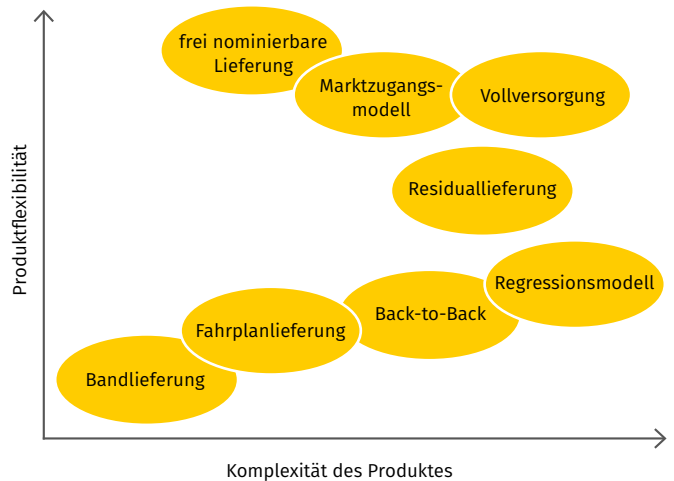 frei nominierbare
Lieferung
Marktzugangs-
modell
Vollversorgung
Residuallieferung
Regressionsmodell
Back-to-Back
Fahrplanlieferung
Bandlieferung
Produktflexibilität
Komplexität des Produktes